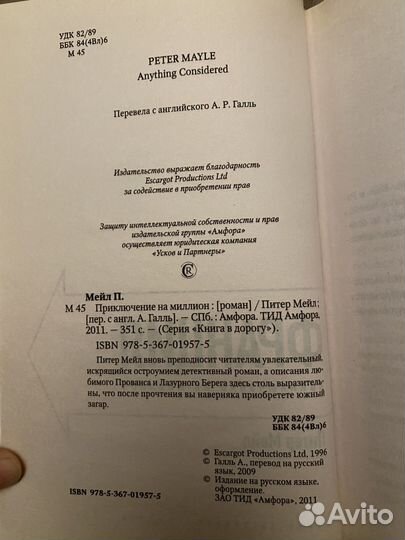 УДК 82/89
ББК 84(4Вл)6
М 45
PETER MAYLE
Anything Considered
Перевела с английского А. Р. Галль
Издательство выражает благодарность
Escargot Productions Ltd
за содействие в приобретении прав
Защиту интеллектуальной собственности и прав
издательской группы «Амфора»
осуществляет юридическая компания
«Усков и Партнеры»
Мейл П.
М 45 Приключение на миллион : [роман] / Питер Мейл ;
[пер. с англ. А. Галль]. — СПб. : Амфора. ТИД Амфора,
2011. — 351 с. — (Серия «Книга в дорогу»).
ISBN 978-5-367-01957-5
Питер Мейл вновь преподносит читателям увлекательный,
искрящийся остроумием детективный роман, а описания лю-
бимого Прованса и Лазурного Берега здесь столь выразитель-
ны, что после прочтения вы наверняка приобретете южный
загар.
УДК 82/89
ББК 84(4Вл)6
© Escargot Productions Ltd, 1996
© Галль А., перевод на русский
язык, 2009
© Издание на русском языке,
оформление.
ЗАО ТИД «Амфора», 2011
ISBN 978-5-367-01957-5
Avito